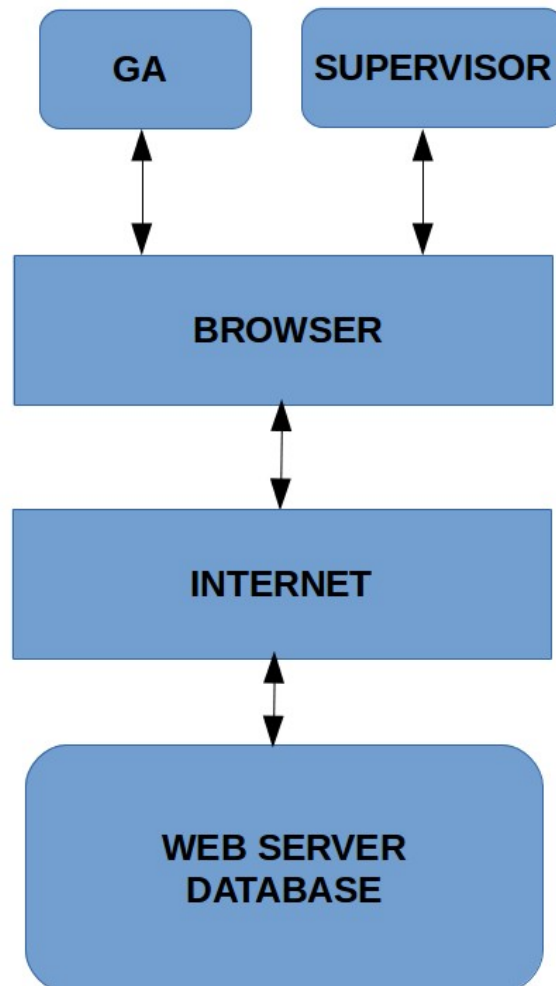 GA
SUPERVISOR
BROWSER
INTERNET
WEB SERVER
DATABASE